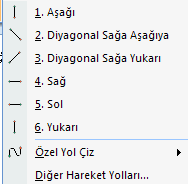 1. Aşağı
2. Diyagonal Sağa Aşağıya
3. Diyagonal Sağa Yukarı
4. Sağ
5. Sol
6. Yukarı
Özel Yol Çiz
Diğer Hareket Yolları...